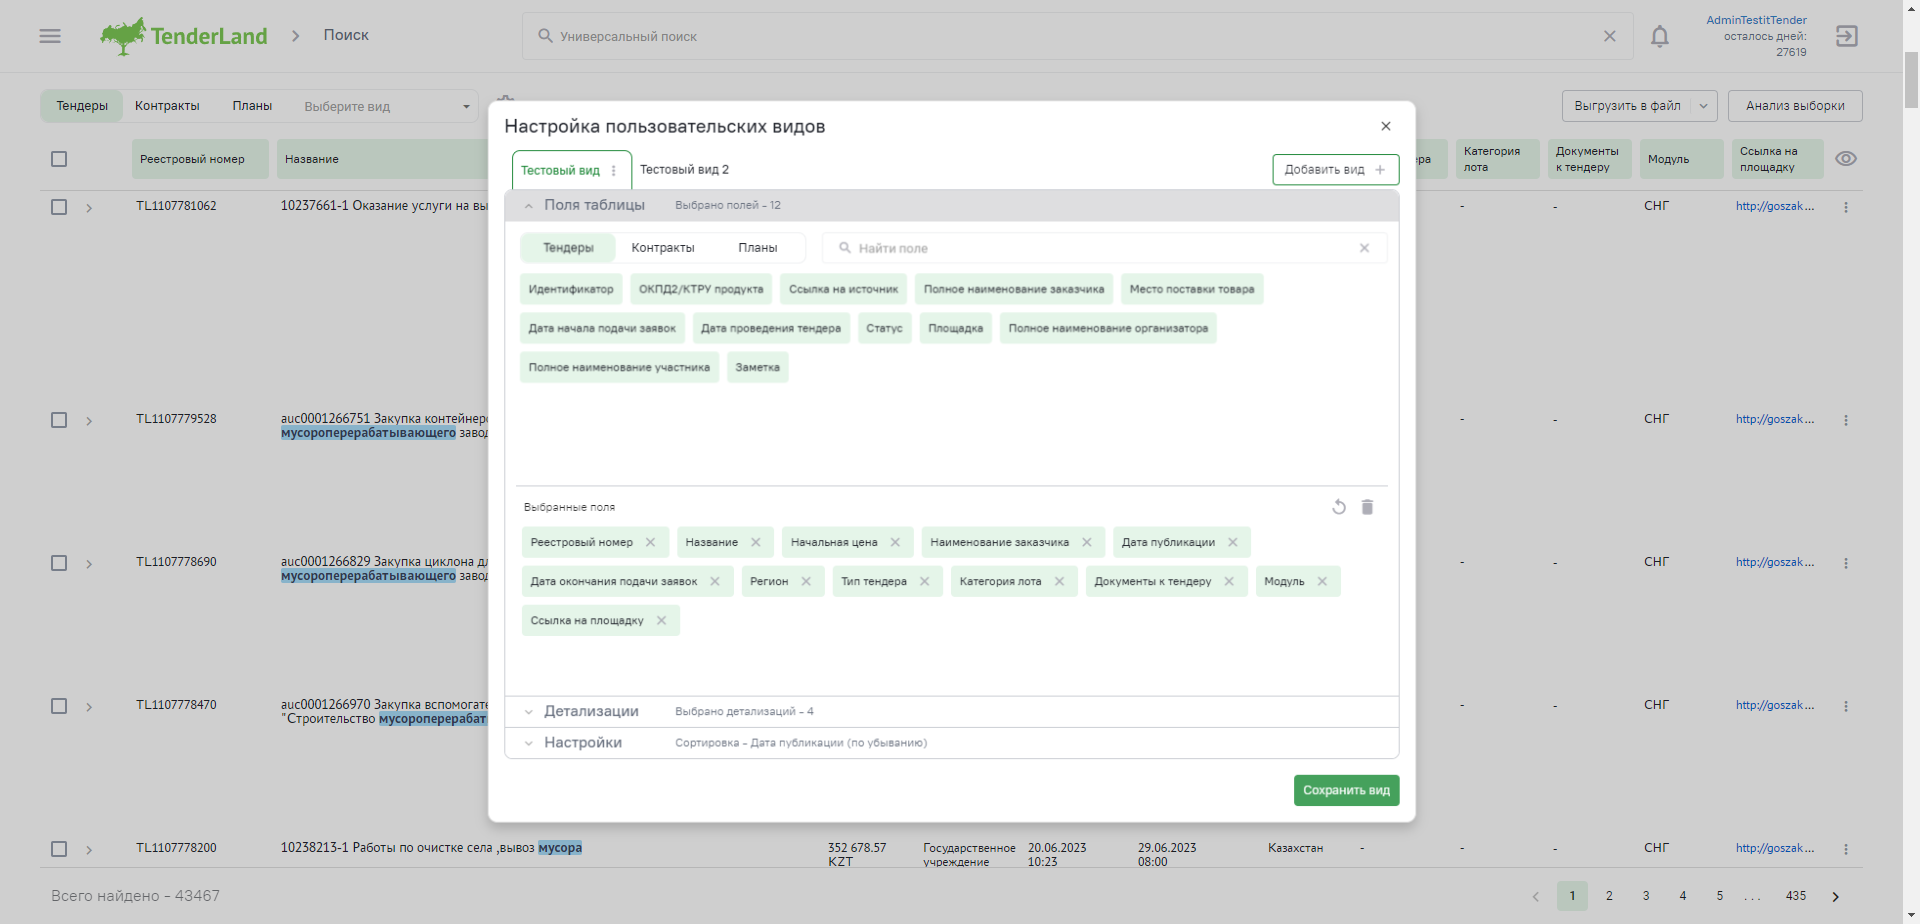 TenderLand
Поиск
Универсальный поиск
AdminTestitTender
осталось дней:
27619
Тендеры
Контракты
Планы
Выберите вид
Выгрузить в файл
Анализ выборки
Реестровый номер
Название
Категория
лота
Документы
к тендеру
Модуль
Ссылка на
площадку
TL1107781062
10237661-1 Оказание услуги на
-
-
СНГ
http://goszak...
TL1107779528
auc0001266751 Закупка
мусороперерабатывающего
-
-
СНГ
http://goszak...
TL1107778690
auc0001266829 Закупка циклона
мусороперерабатывающего
-
-
СНГ
http://goszak...
TL1107778470
auc0001266970 Закупка
"Строительство
-
-
СНГ
http://goszak...
TL1107778200
10238213-1 Работы по очистке села ,вывоз мусора
352 678.57
KZT
Государственное
учреждение
20.06.2023
10:23
29.06.2023
08:00
Казахстан
-
-
СНГ
http://goszak...
Всего найдено - 43467
1 2 3 4 5 ... 435
Настройка пользовательских видов
Тестовый вид
Тестовый вид 2
Добавить вид
Поля таблицы
Выбрано полей - 12
Тендеры
Контракты
Планы
Найти поле
Идентификатор
ОКПД2/КТРУ продукта
Ссылка на источник
Полное наименование заказчика
Место поставки товара
Дата начала подачи заявок
Дата проведения тендера
Статус
Площадка
Полное наименование организатора
Полное наименование участника
Заметка
Выбранные поля
Реестровый номер
Название
Начальная цена
Наименование заказчика
Дата публикации
Дата окончания подачи заявок
Регион
Тип тендера
Категория лота
Документы к тендеру
Модуль
Ссылка на площадку
Детализации
Выбрано детализаций - 4
Настройки
Сортировка - Дата публикации (по убыванию)
Сохранить вид